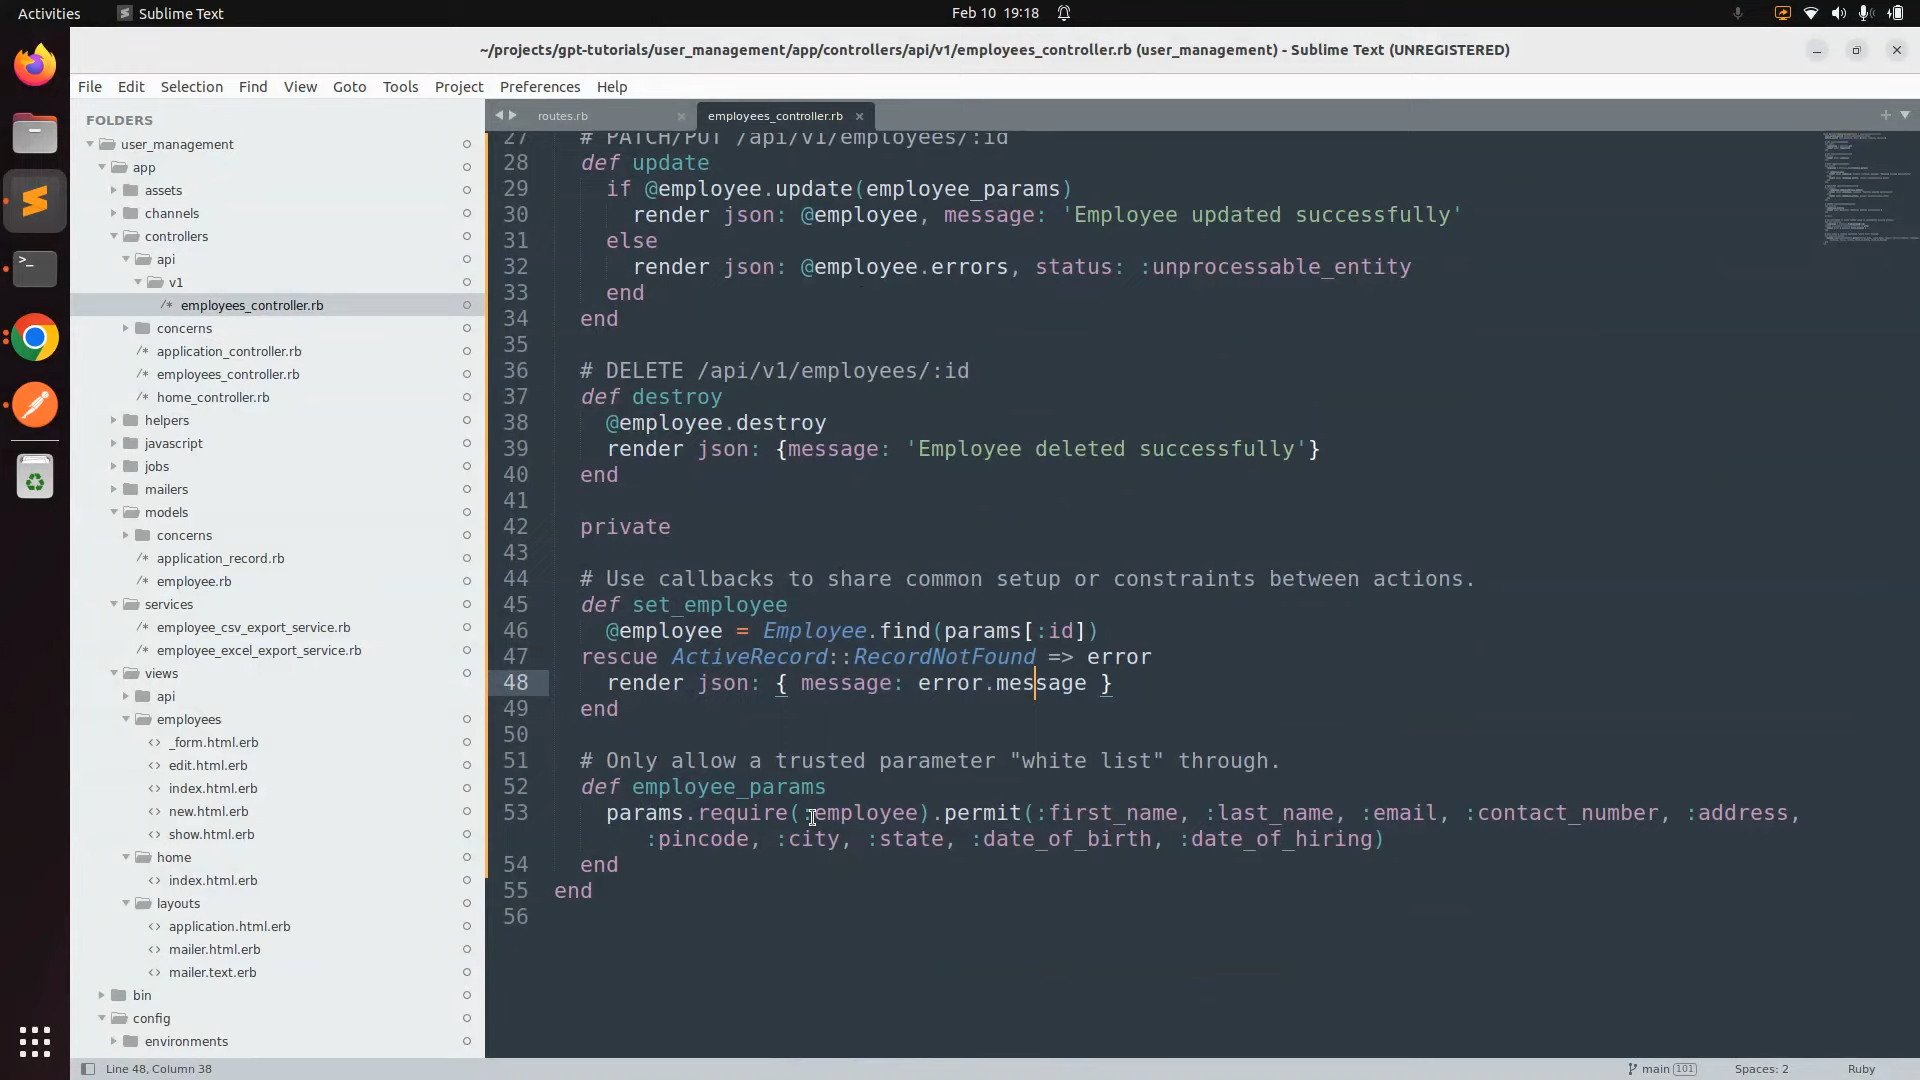 Activities
Sublime Text
Feb 10 19:18
~/projects/gpt-tutorials/user_management/app/controllers/api/v1/employees_controller.rb (user_management) - Sublime Text (UNREGISTERED)
File Edit Selection Find View Goto Tools Project Preferences Help
FOLDERS
user_management
app
assets
channels
controllers
api
v1
employees_controller.rb
concerns
application_controller.rb
employees_controller.rb
home_controller.rb
helpers
javascript
jobs
mailers
models
concerns
application_record.rb
employee.rb
services
employee_csv_export_service.rb
employee_excel_export_service.rb
views
api
employees
_form.html.erb
edit.html.erb
index.html.erb
new.html.erb
show.html.erb
home
index.html.erb
layouts
application.html.erb
mailer.html.erb
mailer.text.erb
bin
config
environments
routes.rb
employees_controller.rb
27 # PATCH/PUT /api/v1/employees/:id
28 def update
29 if @employee.update(employee_params)
30 render json: @employee, message: 'Employee updated successfully'
31 else
32 render json: @employee.errors, status: :unprocessable_entity
33 end
34 end
35
36 # DELETE /api/v1/employees/:id
37 def destroy
38 @employee.destroy
39 render json: {message: 'Employee deleted successfully'}
40 end
41
42 private
43
44 # Use callbacks to share common setup or constraints between actions.
45 def set_employee
46 @employee = Employee.find(params[:id])
47 rescue ActiveRecord::RecordNotFound => error
48 render json: { message: error.message }
49 end
50
51 # Only allow a trusted parameter "white list" through.
52 def employee_params
53 params.require(:employee).permit(:first_name, :last_name, :email, :contact_number, :address,
:pincode, :city, :state, :date_of_birth, :date_of_hiring)
54 end
55 end
56
Line 48, Column 38
main 101
Spaces: 2
Ruby